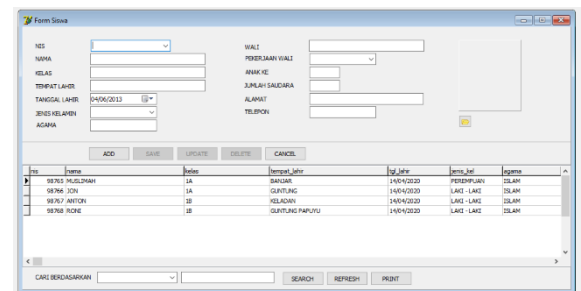 Form Siswa
NIS
NAMA
KELAS
TEMPAT LAHIR
TANGGAL LAHIR 04/06/2013
JENIS KELAMIN
AGAMA
WALI
PEKERJAAN WALI
ANAK KE
JUMLAH SAUDARA
ALAMAT
TELEPON
ADD SAVE UPDATE DELETE CANCEL
nis nama kelas tempat_lahir tgl_lahir jenis_kel agama
98765 MUSLIMAH 1A BANJAR 14/04/2020 PEREMPUAN ISLAM
98766 JON 1A GUNTUNG 14/04/2020 LAKI - LAKI ISLAM
98767 ANTON 1B KELADAN 14/04/2020 LAKI - LAKI ISLAM
98768 RONI 1B GUNTUNG PAPUYU 14/04/2020 LAKI - LAKI ISLAM
CARI BERDASARKAN SEARCH REFRESH PRINT